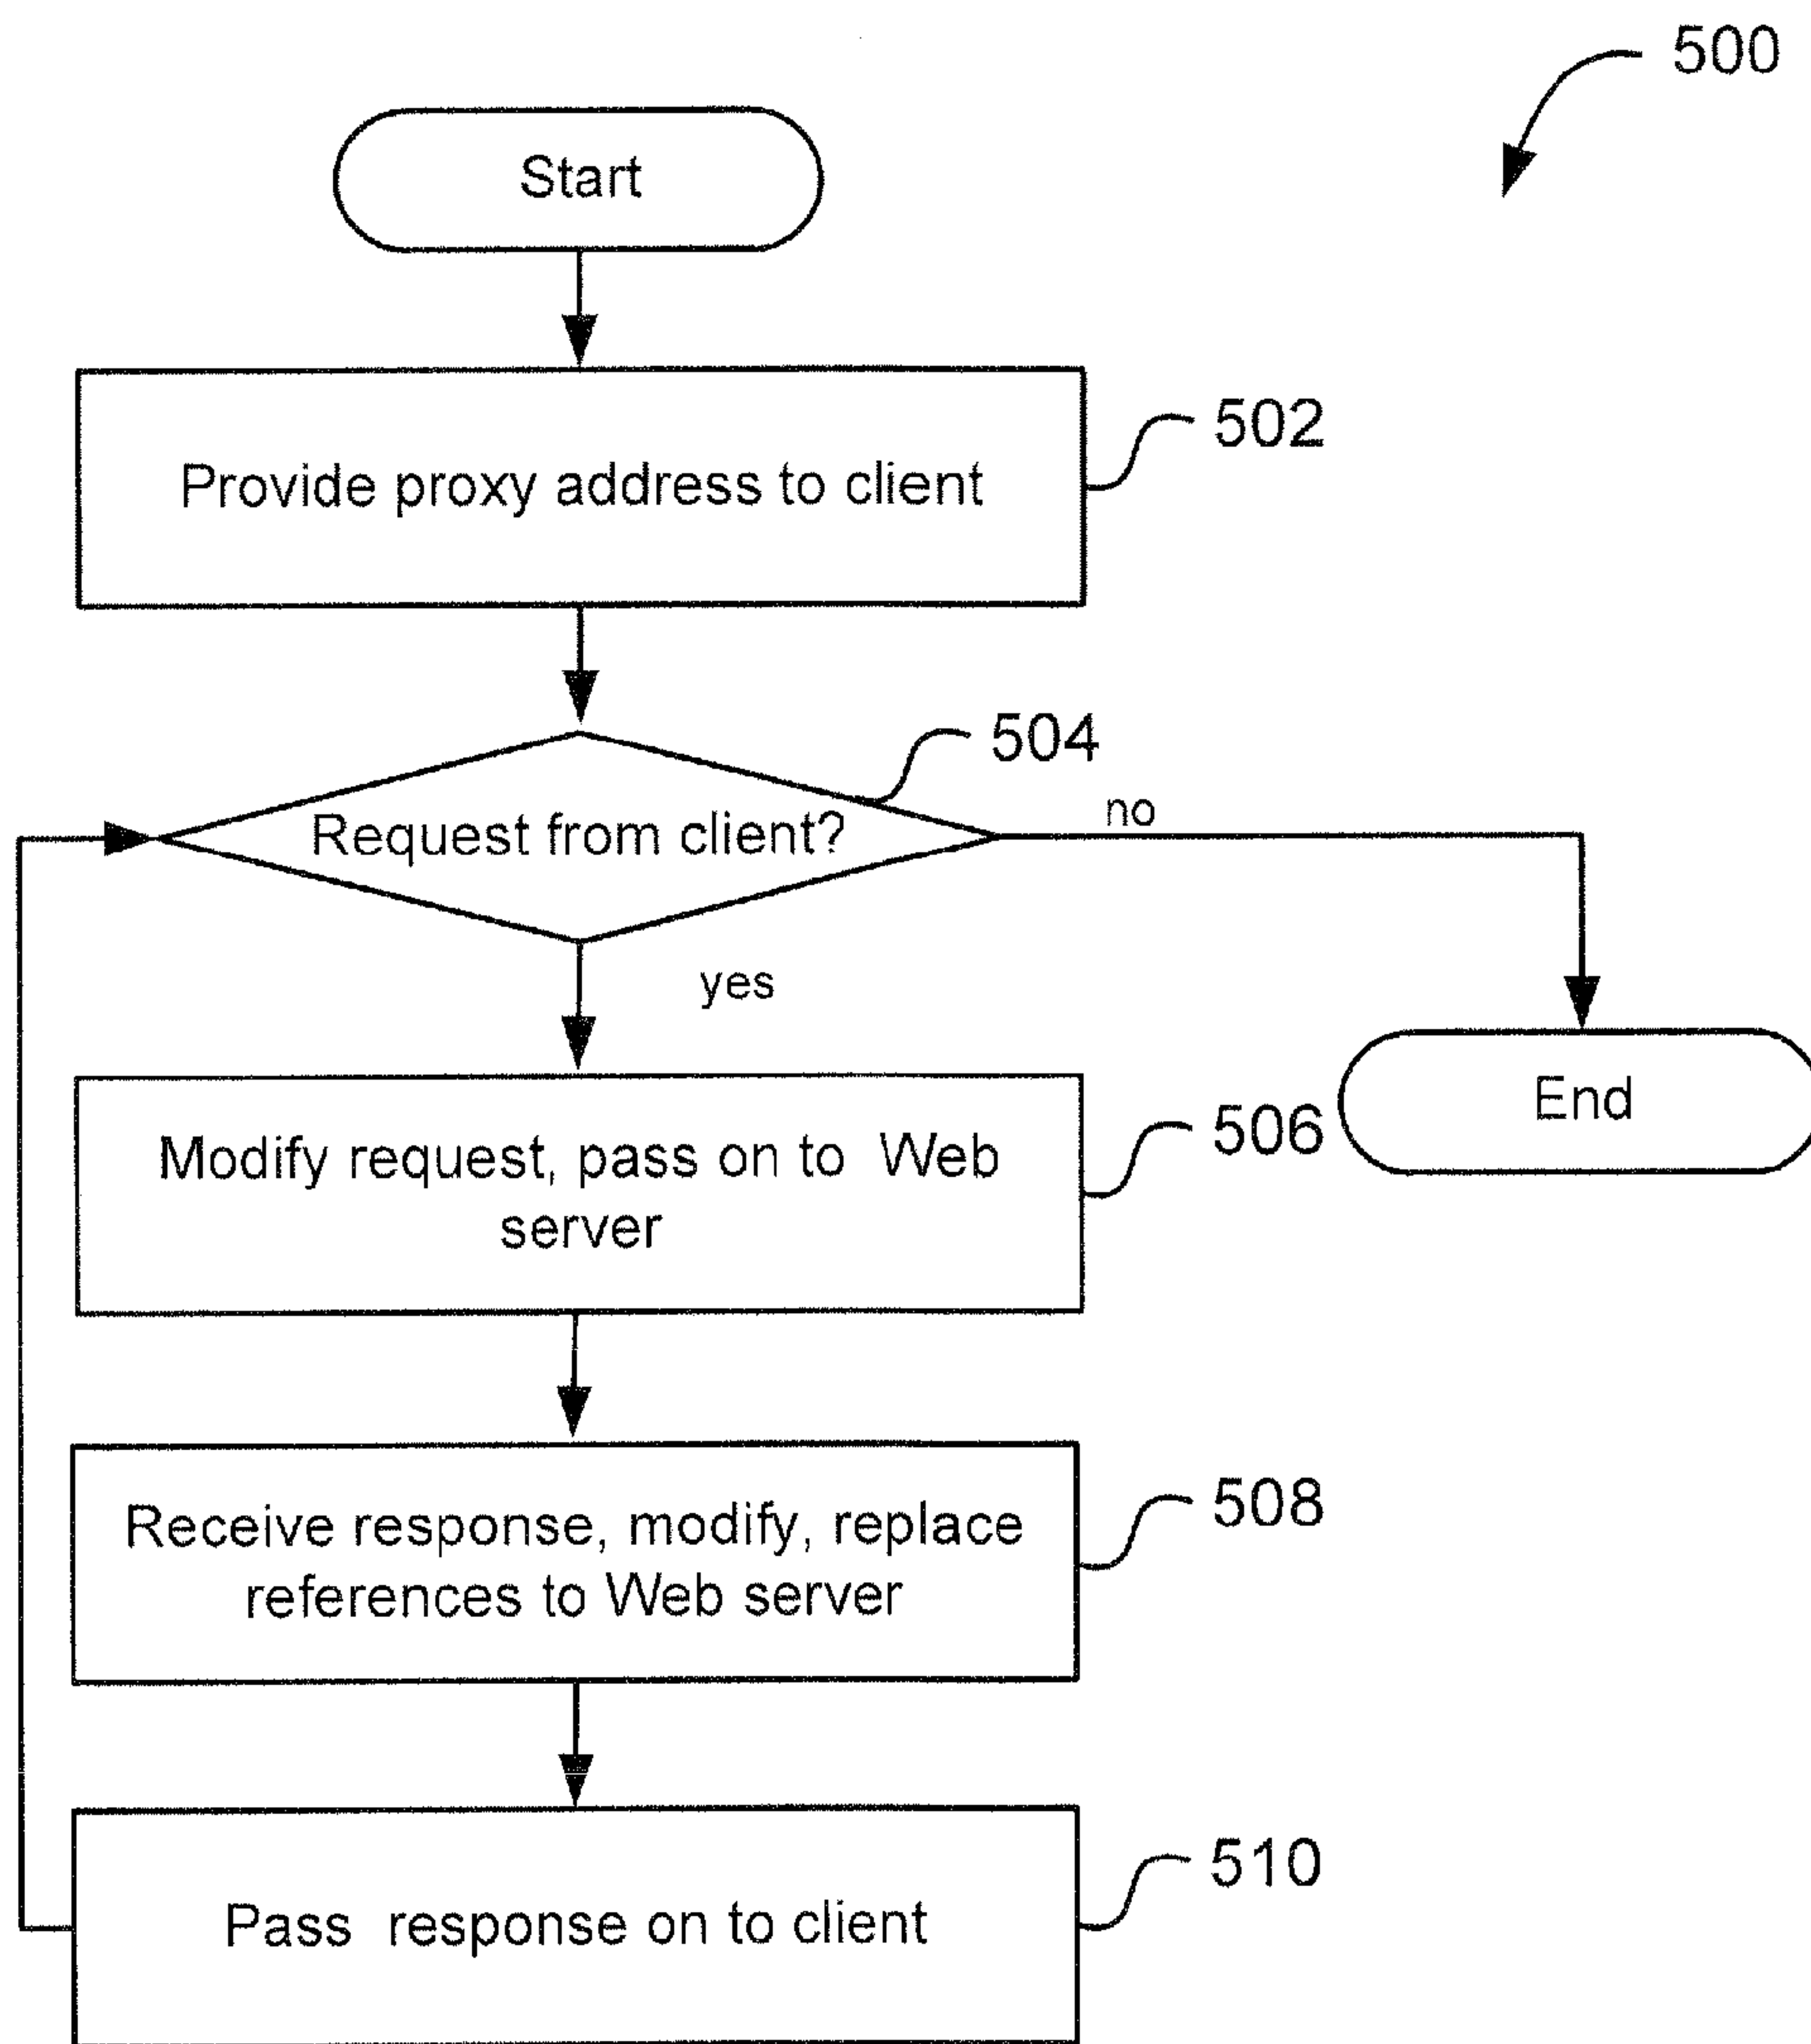 500
Start
502
Provide proxy address to client
504
Request from client?
no
yes
506
End
Modify request, pass on to Web
server
508
Receive response, modify, replace
references to Web server
510
Pass response on to client